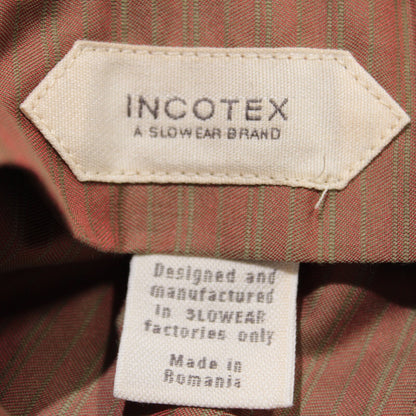 INCOTEX
A SLOWEAR BRAND
Designed and
manufactured
in SLOWEAR
factories only
Made in
Romania